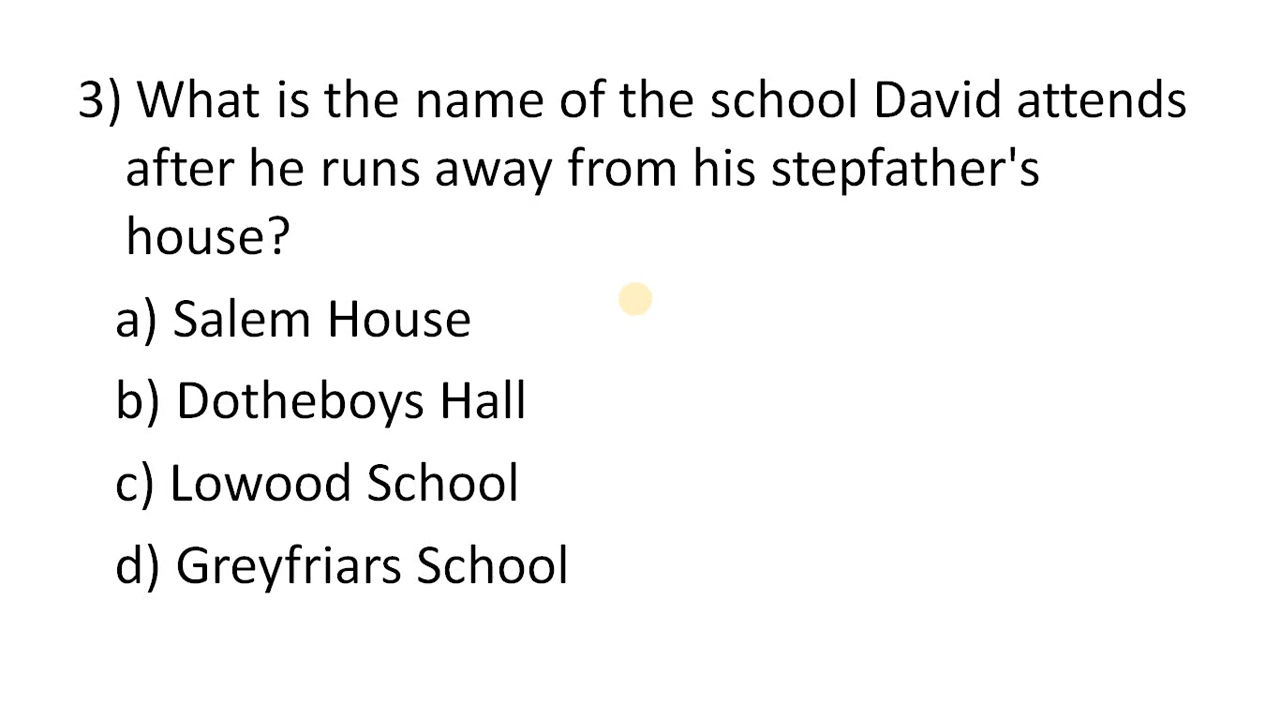 3) What is the name of the school David attends
after he runs away from his stepfather's
house?
a) Salem House
b) Dotheboys Hall
c) Lowood School
d) Greyfriars School